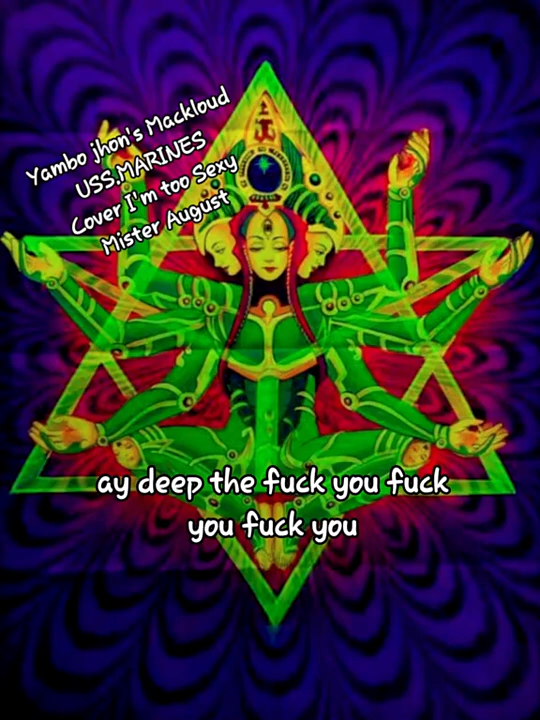 Yambo jhon's Mackloud
USS.MARINES
Cover I'm too Sexy
Mister August
ay deep the fuck you fuck
you fuck you